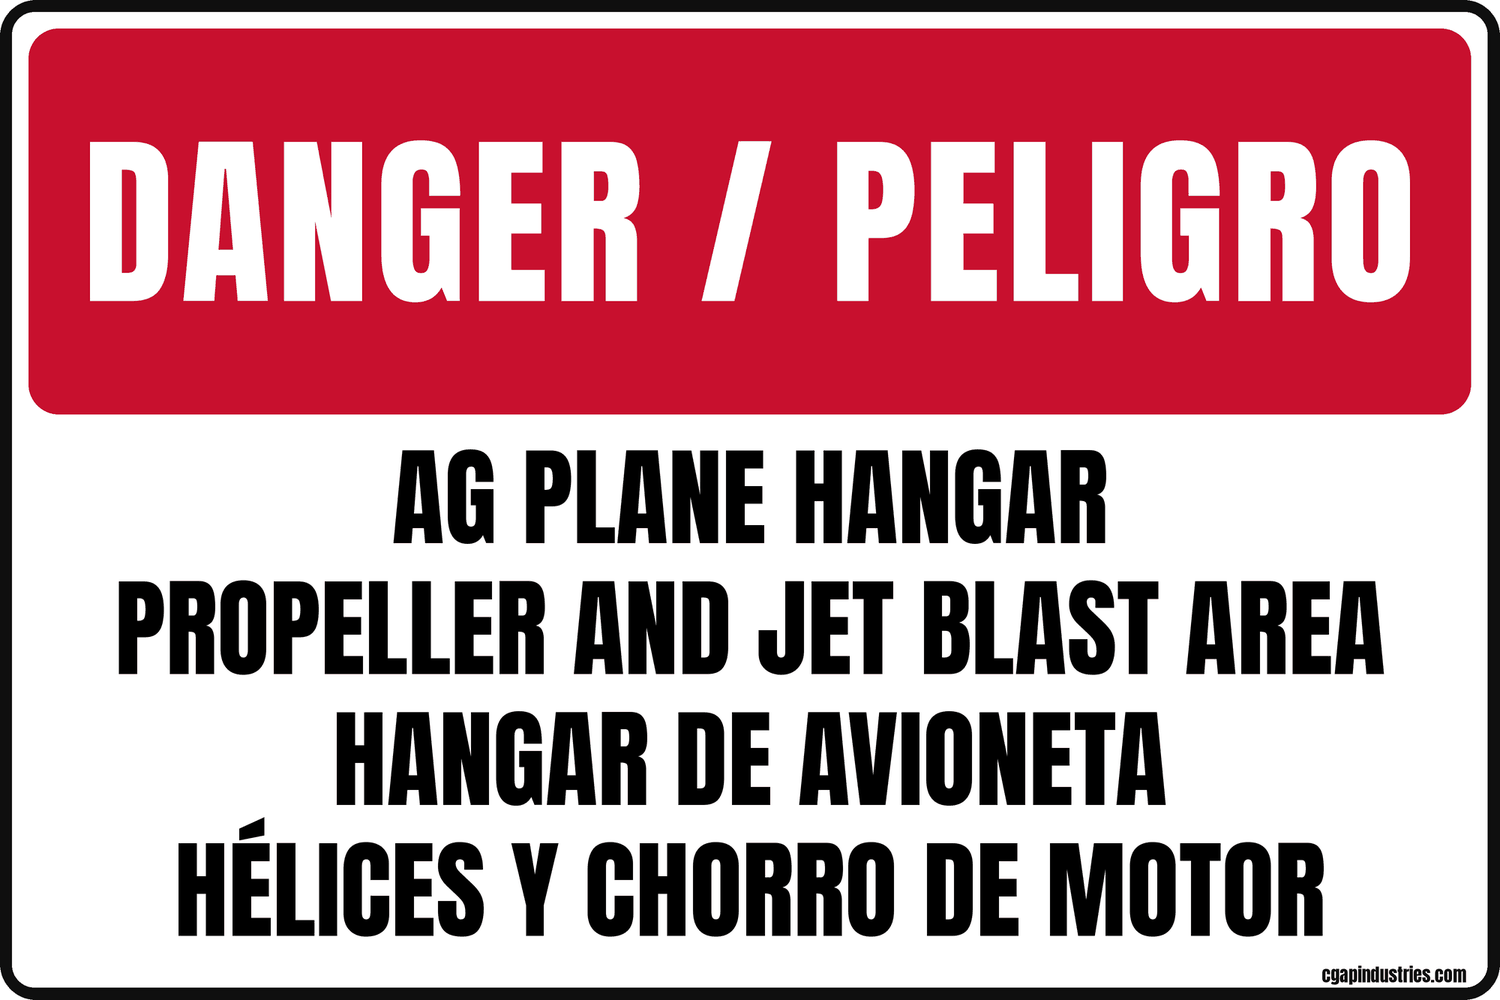 DANGER / PELIGRO
AG PLANE HANGAR
PROPELLER AND JET BLAST AREA
HANGAR DE AVIONETA
HÉLICES Y CHORRO DE MOTOR
cgapindustries.com